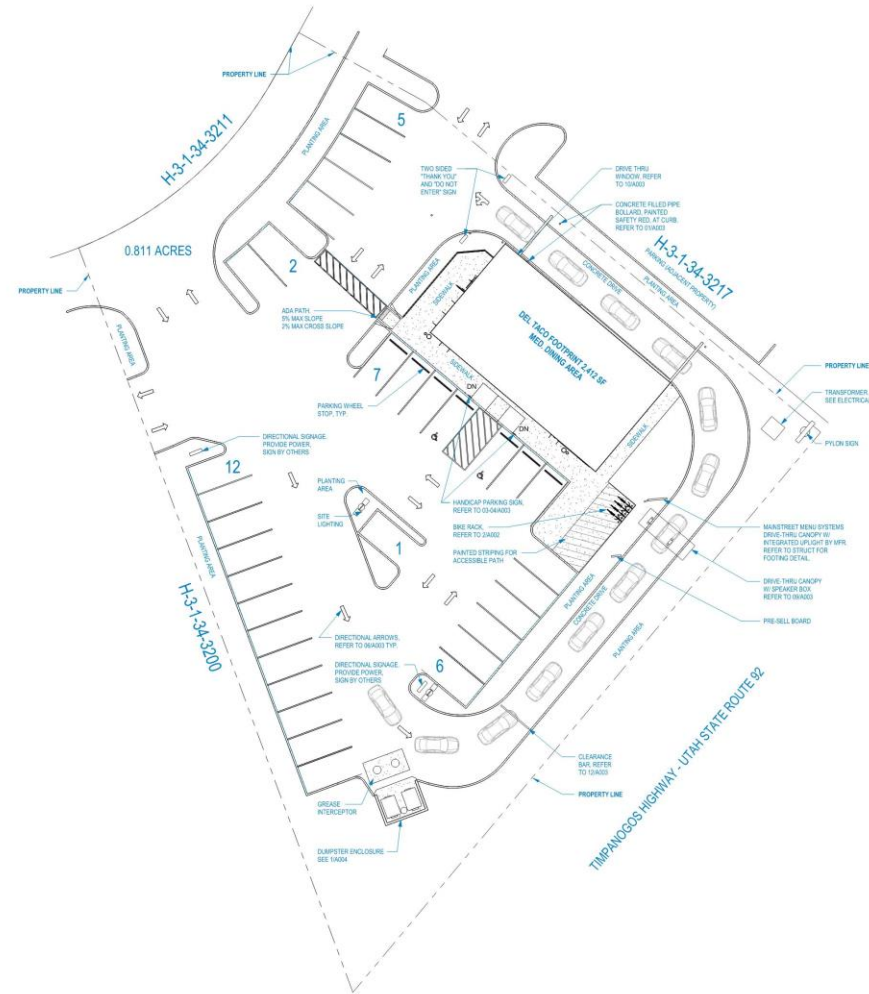 PROPERTY LINE
H-3-1-34-3211
PLANTING AREA
5
TWO SIDED
"THANK YOU"
AND "DO NOT
ENTER" SIGN
DRIVE THRU
WINDOW, REFER
TO 10/A003
CONCRETE FILLED PIPE
BOLLARD, PAINTED
SAFETY RED, AT CURB.
REFER TO 01/A003
H-3-1-34-3217
PARKING (ADJACENT PROPERTY)
PLANTING AREA
CONCRETE DRIVE
0.811 ACRES
2
PROPERTY LINE
PLANTING AREA
SIDEWALK
ADA PATH,
5% MAX SLOPE
2% MAX CROSS SLOPE
PLANTING AREA
DEL TACO FOOTPRINT 2,412 SF
MED. DINING AREA
SIDEWALK
7
DN
DN
SIDEWALK
PARKING WHEEL
STOP, TYP.
PROPERTY LINE
TRANSFORMER,
SEE ELECTRICAL
PYLON SIGN
DIRECTIONAL SIGNAGE.
PROVIDE POWER,
SIGN BY OTHERS
12
PLANTING
AREA
SITE
LIGHTING
1
HANDICAP PARKING SIGN,
REFER TO 03-04/A003
BIKE RACK,
REFER TO 2/A002
PAINTED STRIPING FOR
ACCESSIBLE PATH
MAINSTREET MENU SYSTEMS
DRIVE-THRU CANOPY W/
INTEGRATED UPLIGHT BY MFR.
REFER TO STRUCT FOR
FOOTING DETAIL.
DRIVE-THRU CANOPY
W/ SPEAKER BOX
REFER TO 09/A003
PRE-SELL BOARD
PLANTING AREA
H-3-1-34-3200
PLANTING AREA
CONCRETE DRIVE
PLANTING AREA
DIRECTIONAL ARROWS,
REFER TO 06/A003 TYP.
DIRECTIONAL SIGNAGE.
PROVIDE POWER,
SIGN BY OTHERS
6
TIMPANOGOS HIGHWAY - UTAH STATE ROUTE 92
CLEARANCE
BAR, REFER
TO 12/A003
PROPERTY LINE
GREASE
INTERCEPTOR
DUMPSTER ENCLOSURE
SEE 1/A004